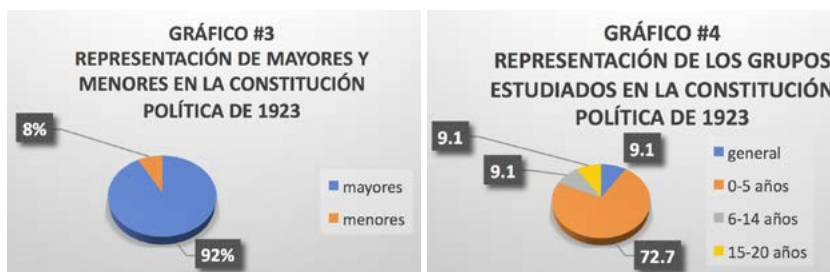 GRÁFICO #3
REPRESENTACIÓN DE MAYORES Y
MENORES EN LA CONSTITUCIÓN
POLÍTICA DE 1923
8%
92%
mayores
menores
GRÁFICO #4
REPRESENTACIÓN DE LOS GRUPOS
ESTUDIADOS EN LA CONSTITUCIÓN
POLÍTICA DE 1923
9.1
9.1
9.1
72.7
general
0-5 años
6-14 años
15-20 años